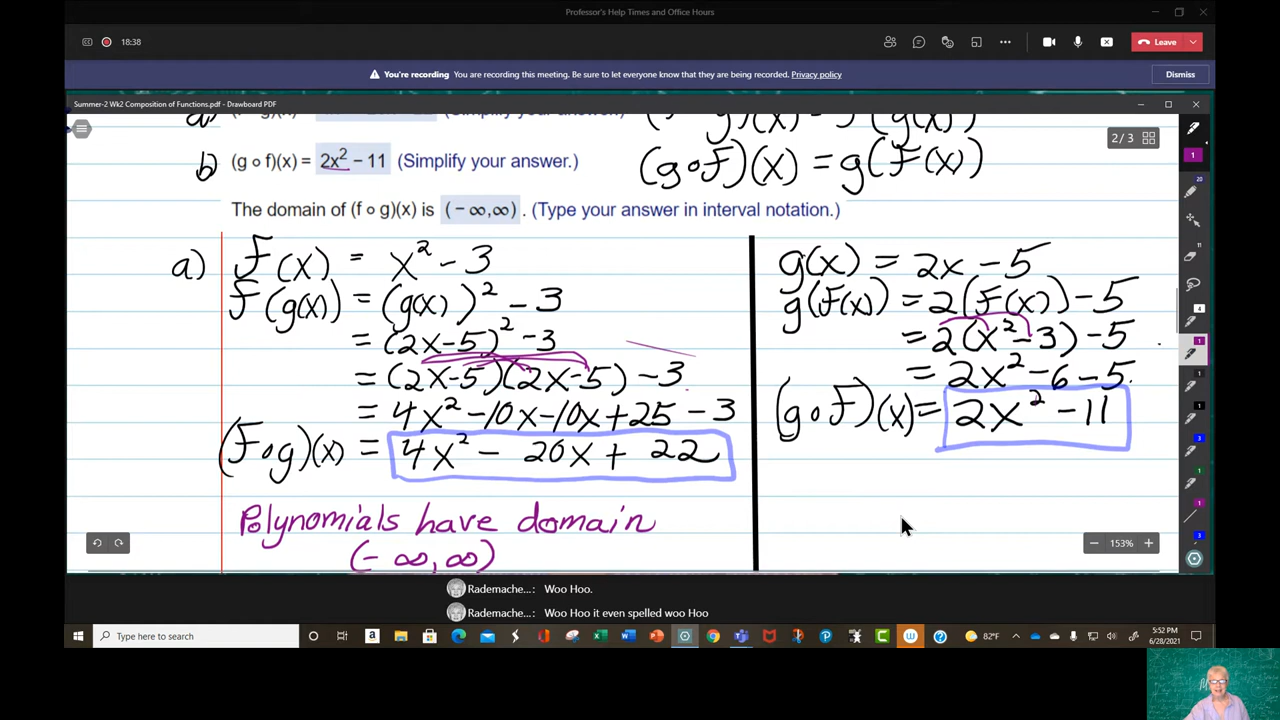 Professor's Help Times and Office Hours
18:38
Leave
You're recording You are recording this meeting. Be sure to let everyone know that they are being recorded. Privacy policy
Dismiss
Summer-2 Wk2 Composition of Functions.pdf - Drawboard PDF
2/3
b (g o f)(x) = 2x² − 11 (Simplify your answer.)
(g∘f)(x) = g(f(x))
The domain of (f o g)(x) is (−∞,∞). (Type your answer in interval notation.)
a) f(x) = x² − 3
f(g(x)) = (g(x))² − 3
= (2x−5)² −3
= (2x−5)(2x−5) −3
= 4x² −10x−10x+25 −3
(f∘g)(x) = 4x² − 20x + 22
Polynomials have domain
(−∞,∞)
g(x) = 2x −5
g(f(x)) = 2(f(x)) −5
= 2(x²−3) −5
= 2x² −6 −5
(g∘f)(x) = 2x² −11
153%
Rademache...: Woo Hoo.
Rademache...: Woo Hoo it even spelled woo Hoo
Type here to search
82°F
5:52 PM
6/28/2021